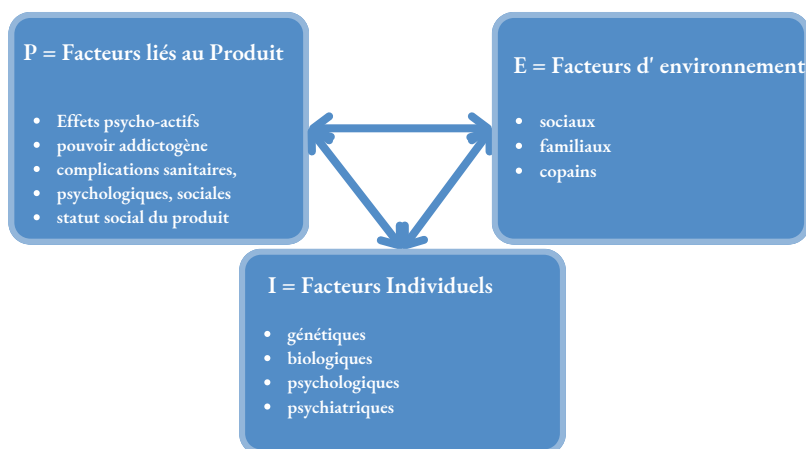 P = Facteurs liés au Produit
• Effets psycho-actifs
• pouvoir addictogène
• complications sanitaires,
• psychologiques, sociales
• statut social du produit
E = Facteurs d' environnement
• sociaux
• familiaux
• copains
I = Facteurs Individuels
• génétiques
• biologiques
• psychologiques
• psychiatriques